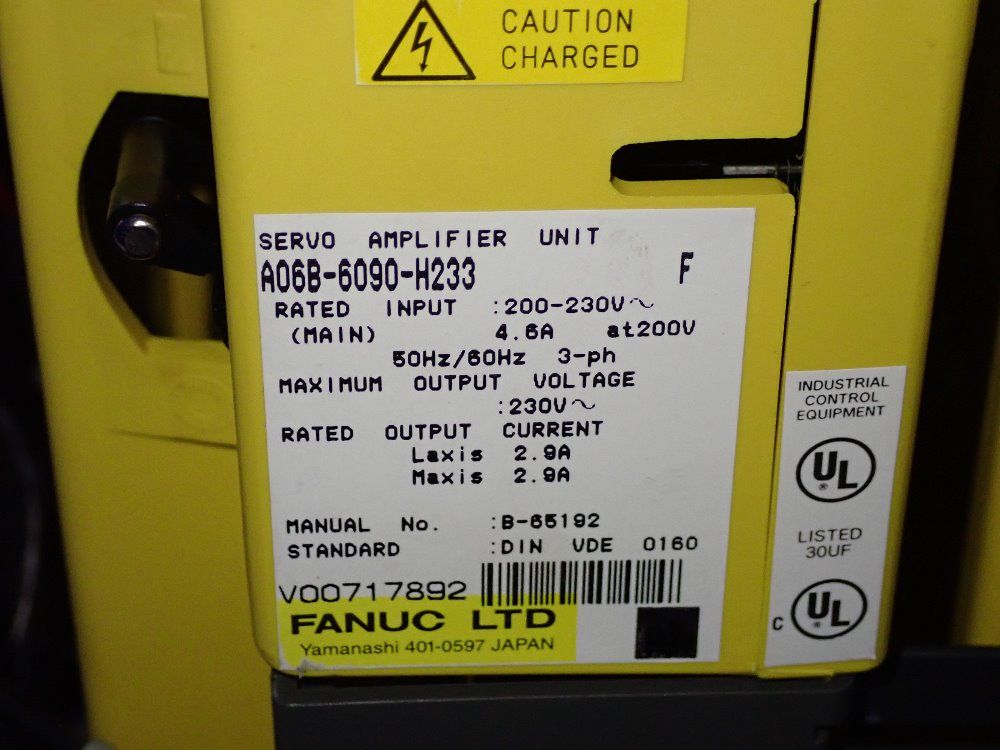 CAUTION
CHARGED
SERVO AMPLIFIER UNIT
A06B-6090-H233 F
RATED INPUT :200-230V～
(MAIN) 4.6A at200V
50Hz/60Hz 3-ph
MAXIMUM OUTPUT VOLTAGE
:230V～
RATED OUTPUT CURRENT
Laxis 2.9A
Maxis 2.9A
MANUAL No. :B-65192
STANDARD :DIN VDE 0160
V00717892
FANUC LTD
Yamanashi 401-0597 JAPAN
INDUSTRIAL
CONTROL
EQUIPMENT
UL
®
LISTED
30UF
C UL
®